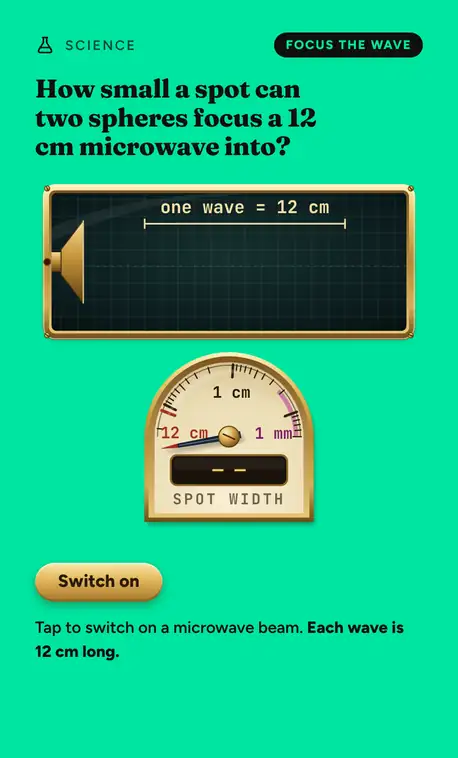 SCIENCE
FOCUS THE WAVE
How small a spot can
two spheres focus a 12
cm microwave into?
one wave = 12 cm
1 cm
12 cm
1 mm
– –
SPOT WIDTH
Switch on
Tap to switch on a microwave beam. Each wave is
12 cm long.